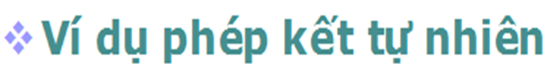 Ví dụ phép kết tự nhiên